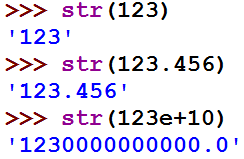 >>> str(123)
'123'
>>> str(123.456)
'123.456'
>>> str(123e+10)
'1230000000000.0'